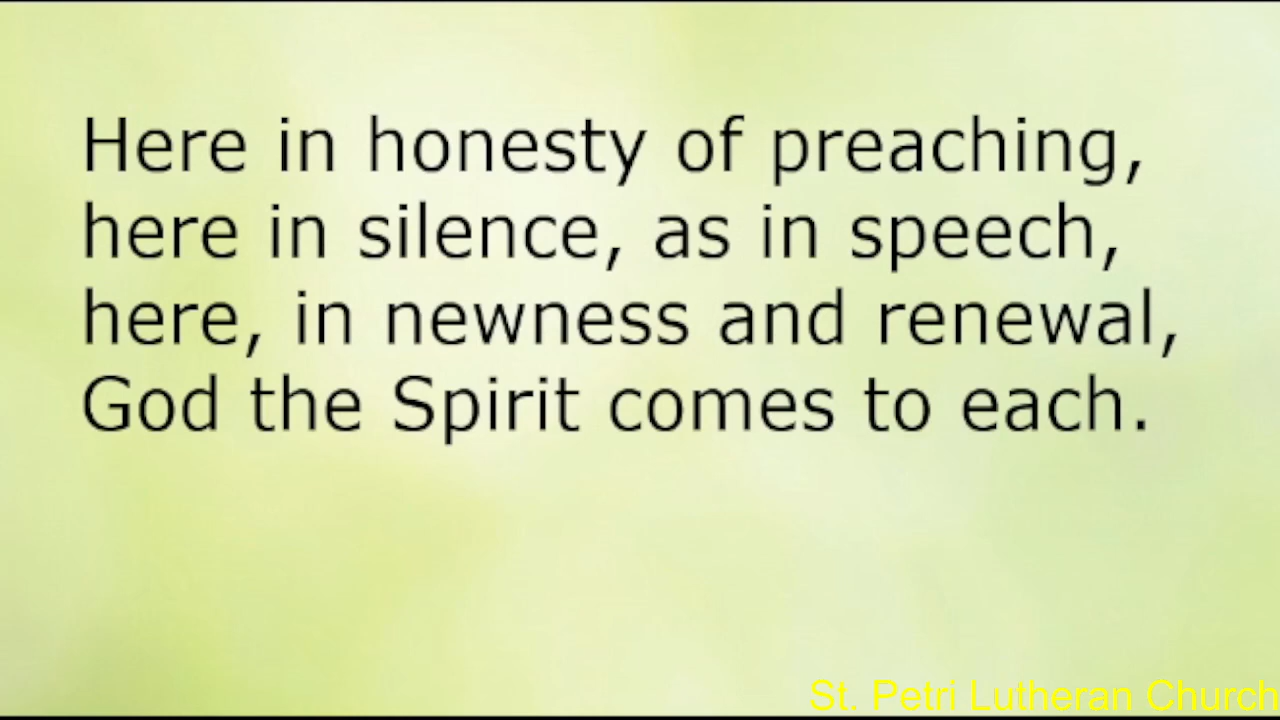 Here in honesty of preaching,
here in silence, as in speech,
here, in newness and renewal,
God the Spirit comes to each.
St. Petri Lutheran Church